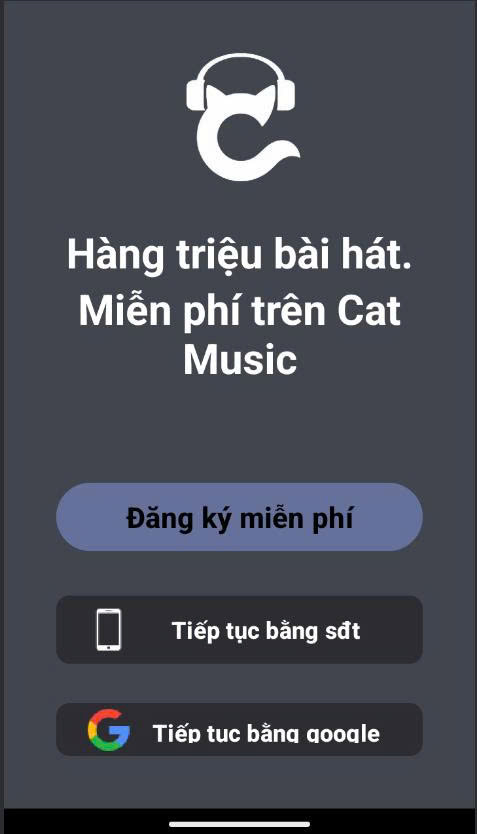 Hàng triệu bài hát.
Miễn phí trên Cat
Music
Đăng ký miễn phí
Tiếp tục bằng sđt
Tiếp tục bằng google